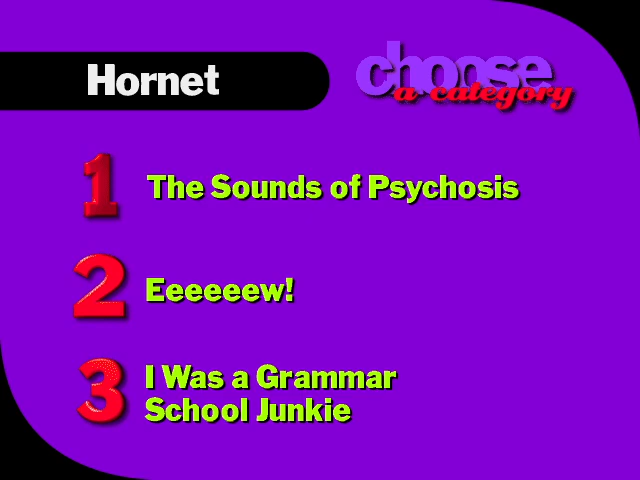 Hornet
choose
a category
1 The Sounds of Psychosis
2 Eeeeeew!
3 I Was a Grammar
School Junkie